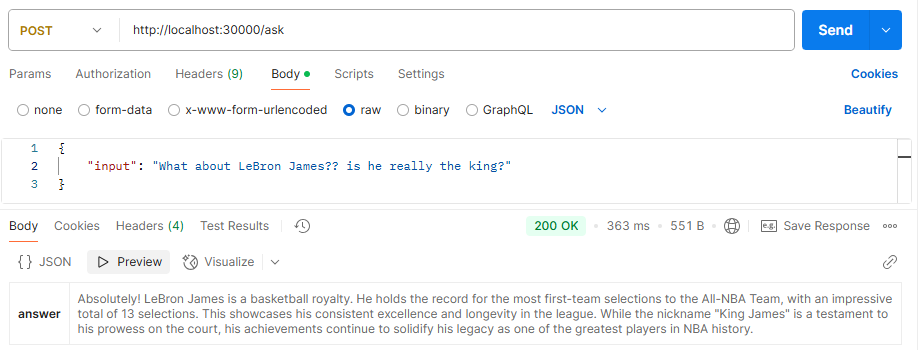 POST http://localhost:30000/ask Send
Params Authorization Headers (9) Body Scripts Settings Cookies
none form-data x-www-form-urlencoded raw binary GraphQL JSON Beautify
1 {
2 "input": "What about LeBron James?? is he really the king?"
3 }
Body Cookies Headers (4) Test Results 200 OK • 363 ms • 551 B e.g. Save Response
{} JSON Preview Visualize
answer
Absolutely! LeBron James is a basketball royalty. He holds the record for the most first-team selections to the All-NBA Team, with an impressive
total of 13 selections. This showcases his consistent excellence and longevity in the league. While the nickname "King James" is a testament to
his prowess on the court, his achievements continue to solidify his legacy as one of the greatest players in NBA history.